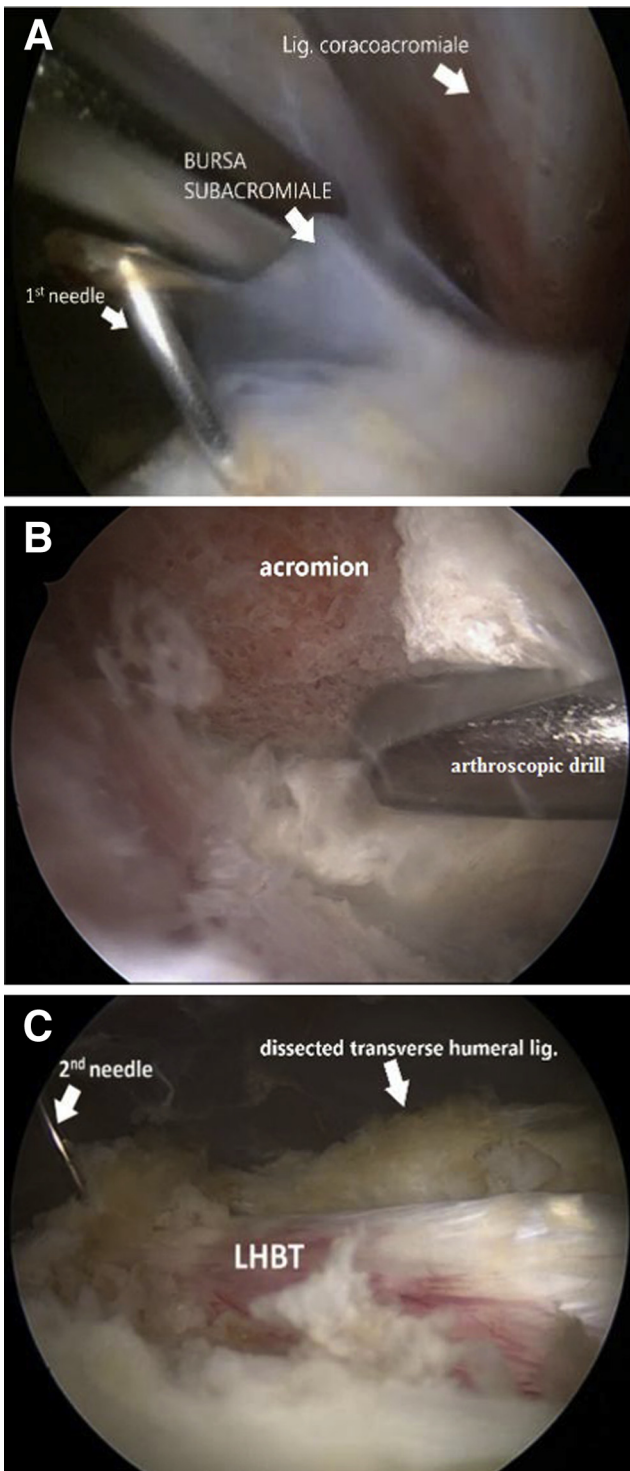 A
Lig. coracoacromiale
BURSA
SUBACROMIALE
1st needle
B
acromion
arthroscopic drill
C
2nd needle
dissected transverse humeral lig.
LHBT